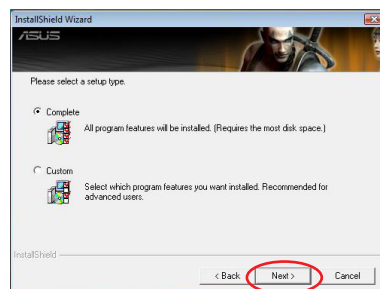 InstallShield Wizard
ASUS
Please select a setup type.
Complete
All program features will be installed. (Requires the most disk space.)
Custom
Select which program features you want installed. Recommended for
advanced users.
InstallShield
< Back Next > Cancel